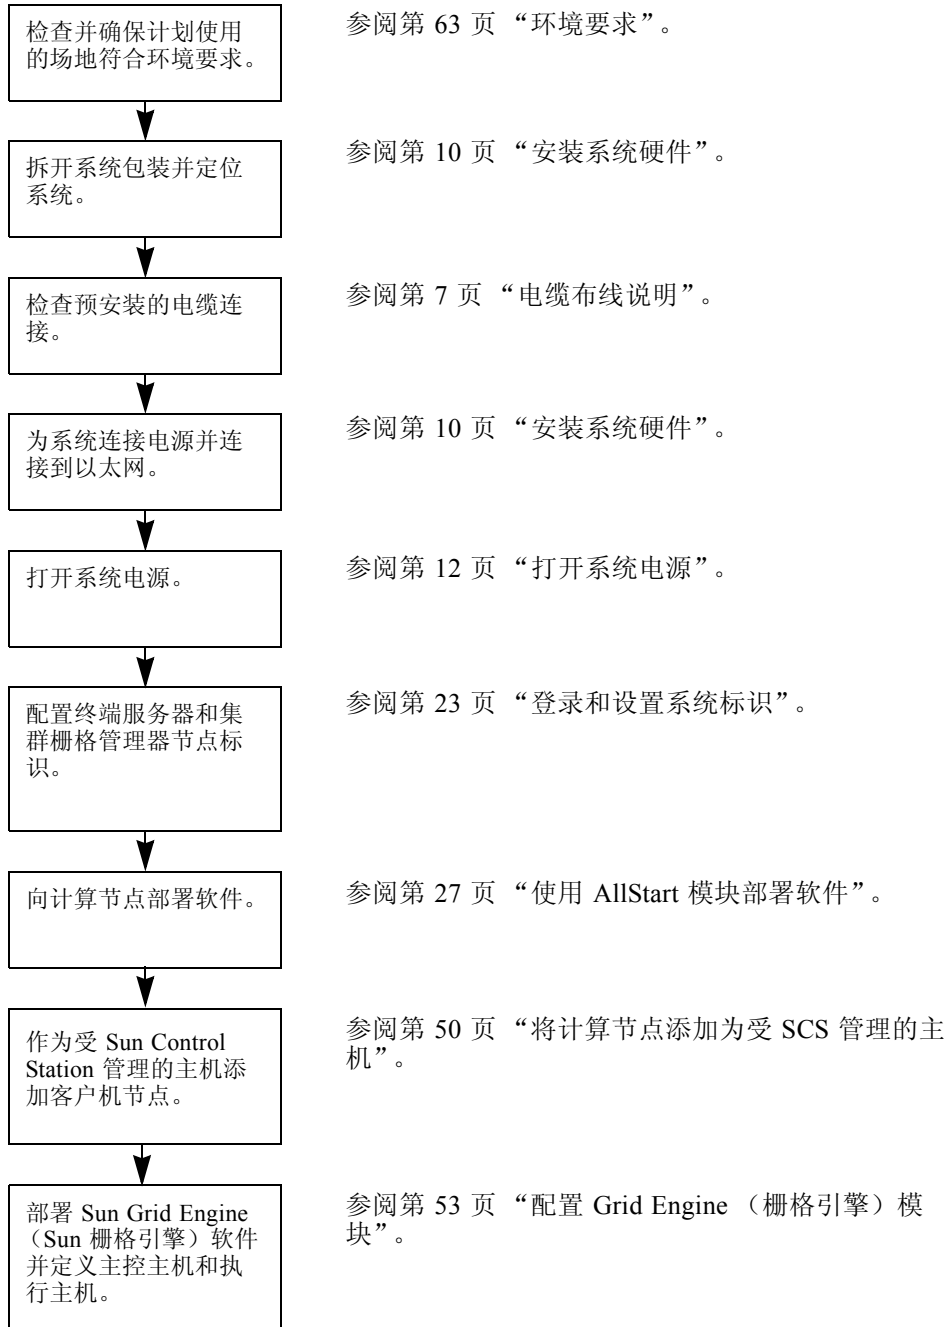 检查并确保计划使用
的场地符合环境要求。
参阅第 63 页 “环境要求”。
拆开系统包装并定位
系统。
参阅第 10 页 “安装系统硬件”。
检查预安装的电缆连
接。
参阅第 7 页 “电缆布线说明”。
为系统连接电源并连
接到以太网。
参阅第 10 页 “安装系统硬件”。
打开系统电源。
参阅第 12 页 “打开系统电源”。
配置终端服务器和集
群栅格管理器节点标
识。
参阅第 23 页 “登录和设置系统标识”。
向计算节点部署软件。
参阅第 27 页 “使用 AllStart 模块部署软件”。
作为受 Sun Control
Station 管理的主机添
加客户机节点。
参阅第 50 页 “将计算节点添加为受 SCS 管理的主
机”。
部署 Sun Grid Engine
（Sun 栅格引擎）软件
并定义主控主机和执
行主机。
参阅第 53 页 “配置 Grid Engine （栅格引擎）模
块”。